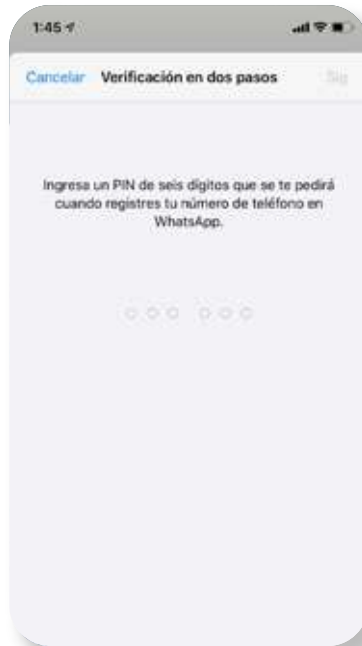 1:45
Cancelar Verificación en dos pasos Sig
Ingresa un PIN de seis dígitos que se te pedirá
cuando registres tu número de teléfono en
WhatsApp.